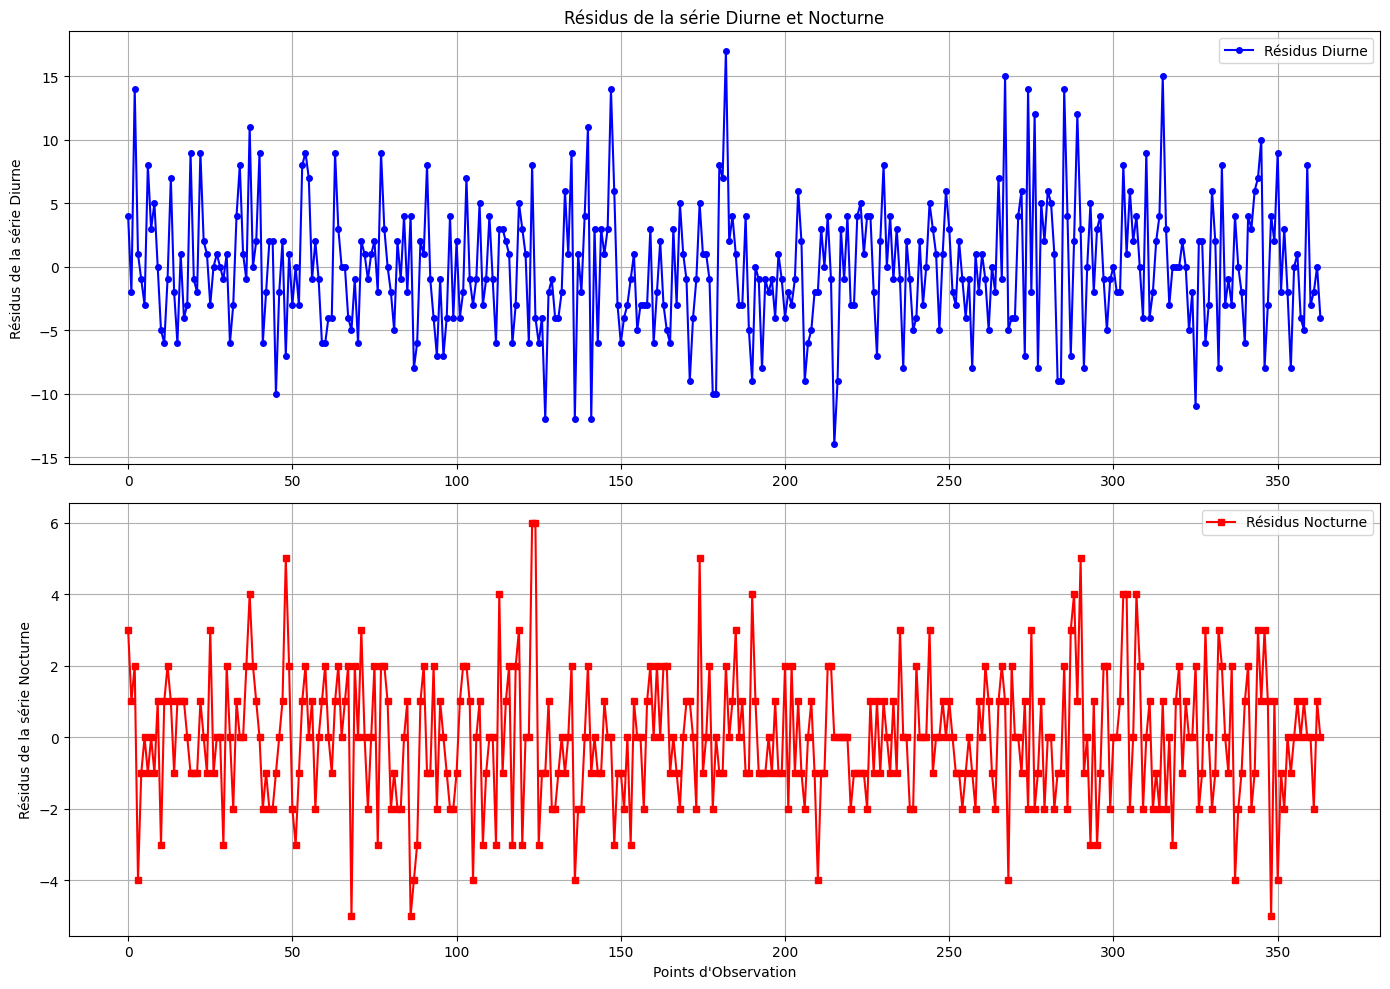 Résidus de la série Diurne et Nocturne
Résidus Diurne
Résidus de la série Diurne
15
10
5
0
−5
−10
−15
0 50 100 150 200 250 300 350
Résidus Nocturne
Résidus de la série Nocturne
6
4
2
0
−2
−4
0 50 100 150 200 250 300 350
Points d'Observation